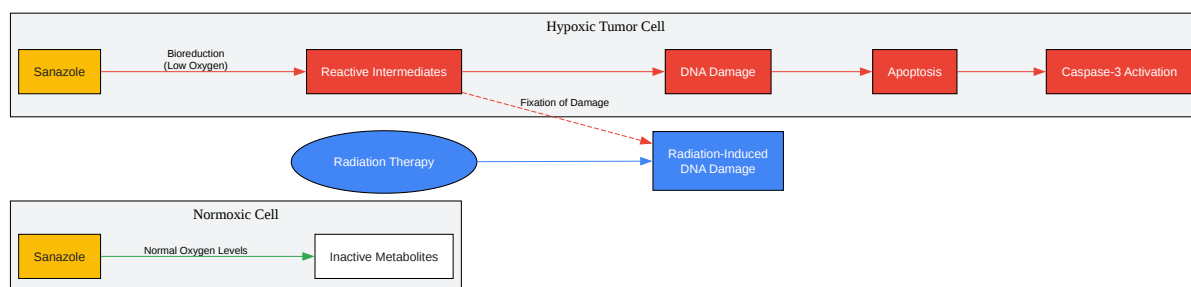 Hypoxic Tumor Cell
Sanazole
Bioreduction
(Low Oxygen)
Reactive Intermediates
DNA Damage
Apoptosis
Caspase-3 Activation
Fixation of Damage
Radiation Therapy
Radiation-Induced
DNA Damage
Normoxic Cell
Sanazole
Normal Oxygen Levels
Inactive Metabolites